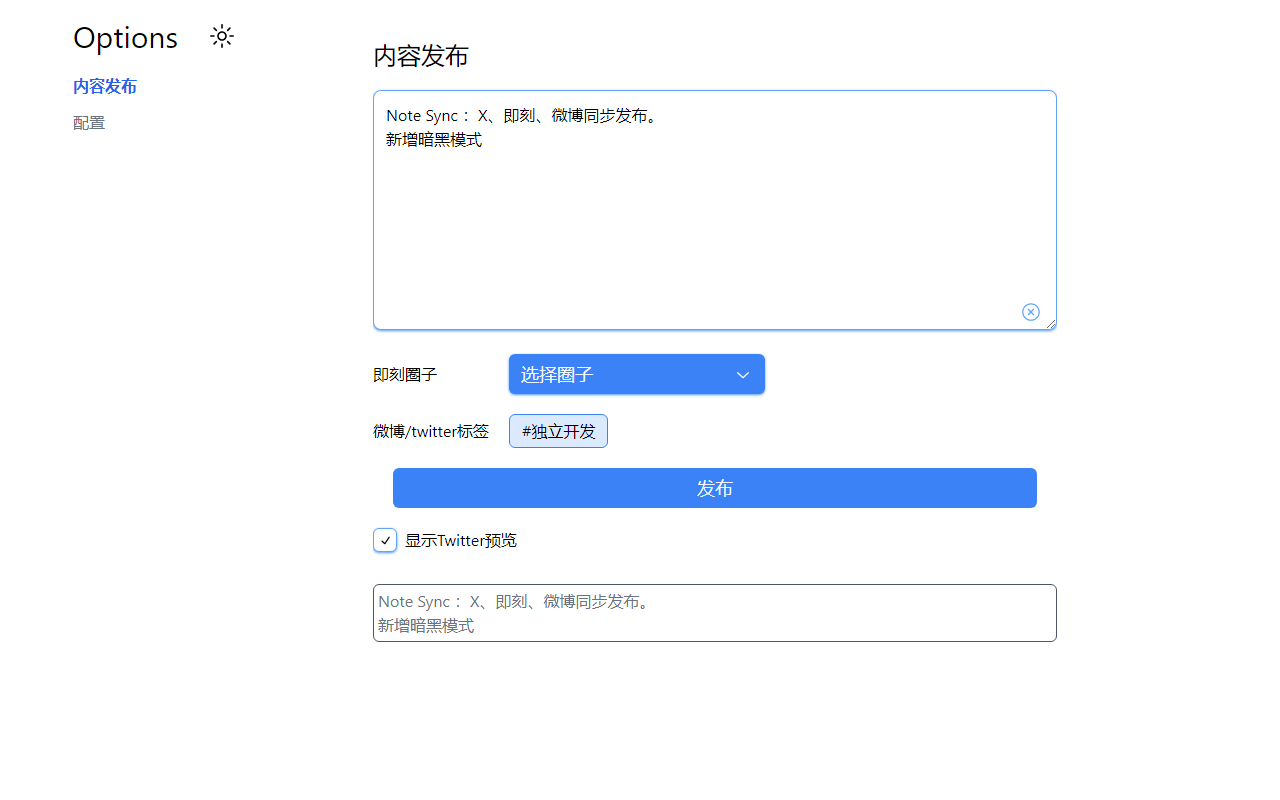 Options
内容发布
配置
内容发布
Note Sync： X、即刻、微博同步发布。
新增暗黑模式
即刻圈子
选择圈子
微博/twitter标签
#独立开发
发布
显示Twitter预览
Note Sync： X、即刻、微博同步发布。
新增暗黑模式